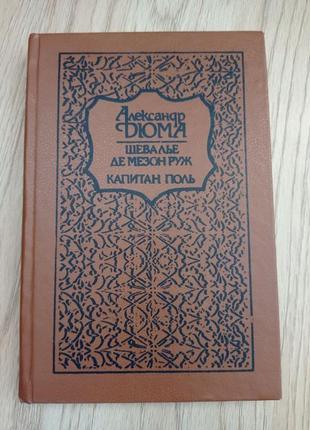 Александр
ДЮМА
ШЕВАЛЬЕ
ДЕ МЕЗОН РУЖ
КАПИТАН ПОЛЬ